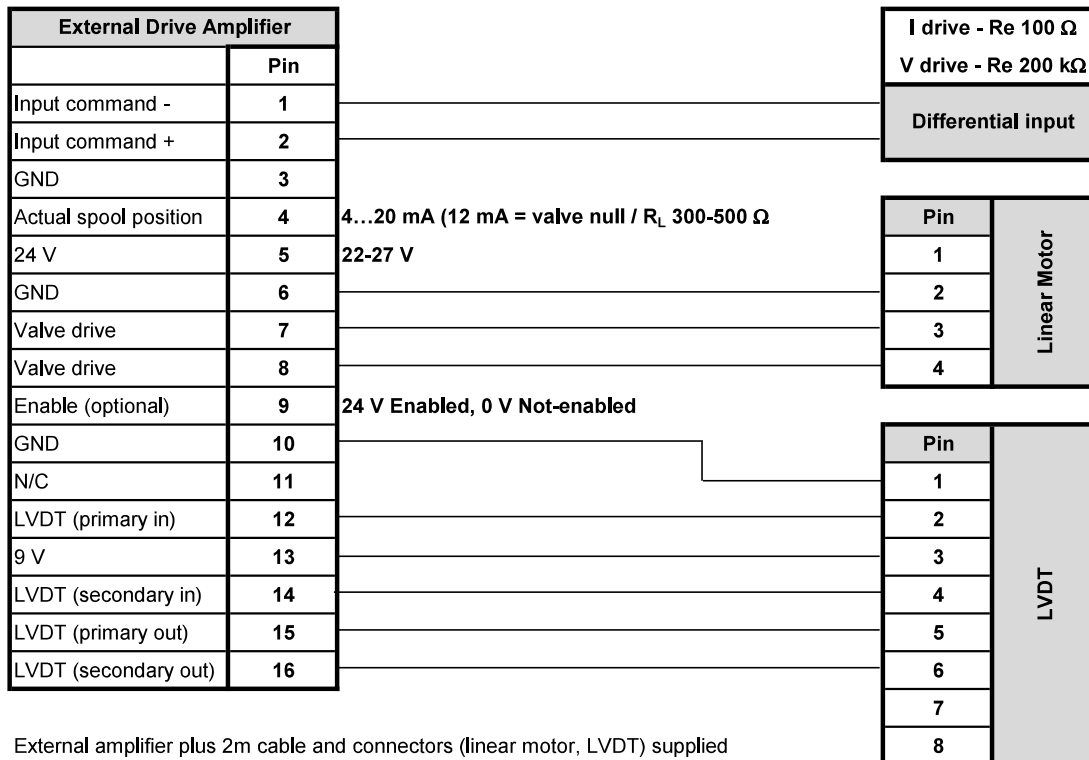 External Drive Amplifier
Pin
Input command - 1
Input command + 2
GND 3
Actual spool position 4 4…20 mA (12 mA = valve null / RL 300-500 Ω
24 V 5 22-27 V
GND 6
Valve drive 7
Valve drive 8
Enable (optional) 9 24 V Enabled, 0 V Not-enabled
GND 10
N/C 11
LVDT (primary in) 12
9 V 13
LVDT (secondary in) 14
LVDT (primary out) 15
LVDT (secondary out) 16
I drive - Re 100 Ω
V drive - Re 200 kΩ
Differential input
Pin
1
2
3
4
Linear Motor
Pin
1
2
3
4
5
6
7
8
LVDT
External amplifier plus 2m cable and connectors (linear motor, LVDT) supplied